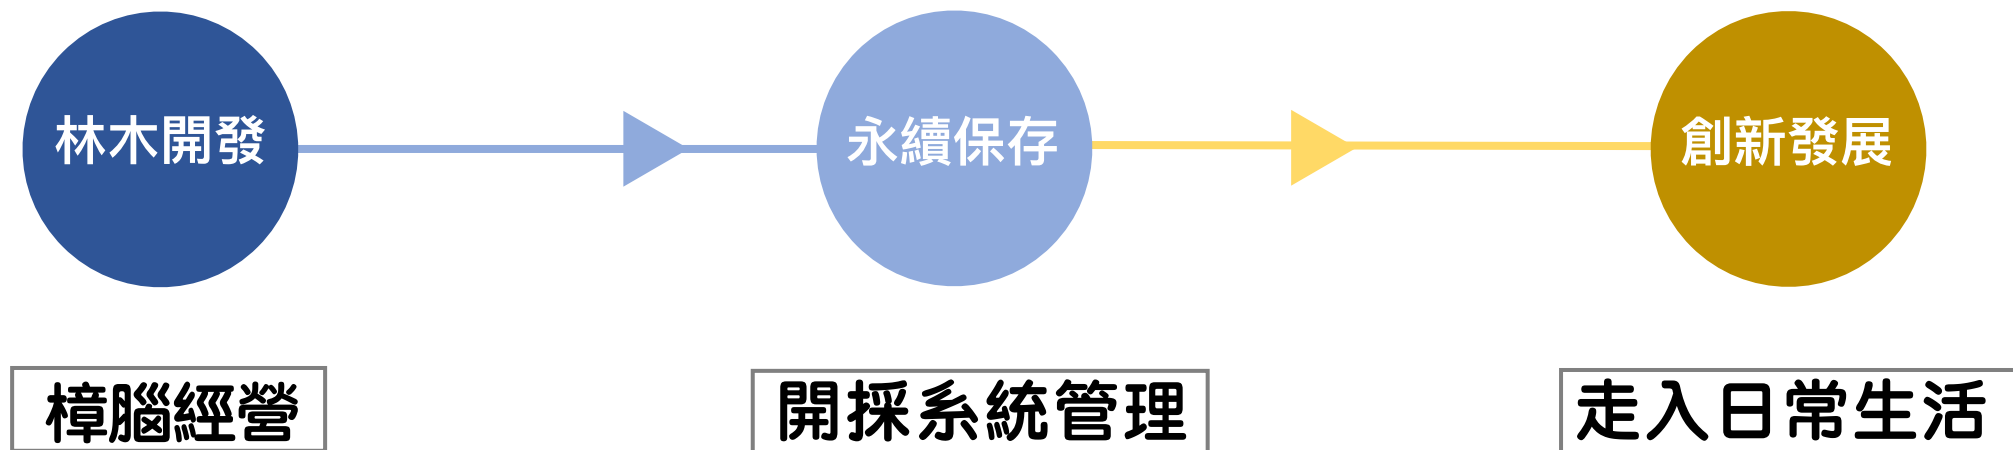 林木開發
永續保存
創新發展
樟腦經營
開採系統管理
走入日常生活